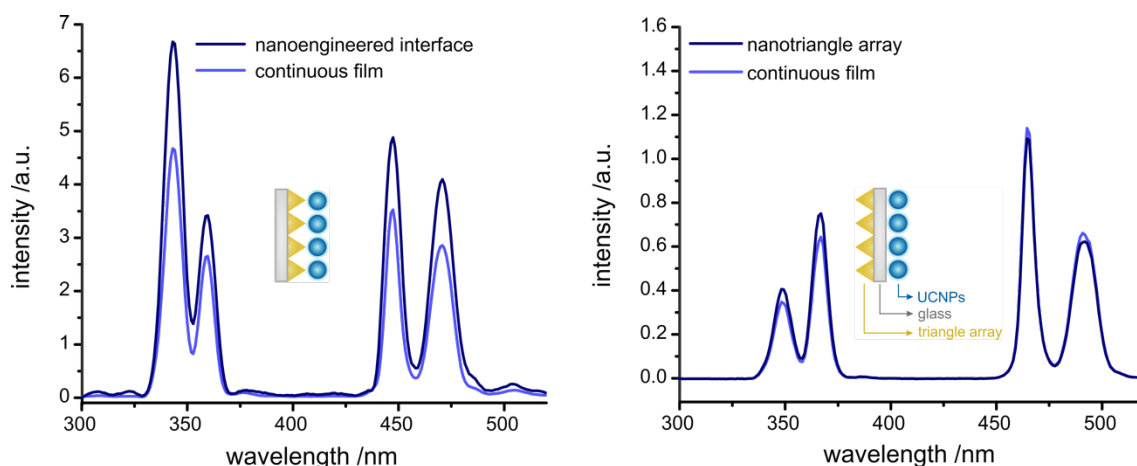 7
6
5
4
3
2
1
0
intensity /a.u.
nanoengineered interface
continuous film
300
350
400
450
500
wavelength /nm
1.6
1.4
1.2
1.0
0.8
0.6
0.4
0.2
0.0
intensity /a.u.
nanotriangle array
continuous film
UCNPs
glass
triangle array
300
350
400
450
500
wavelength /nm